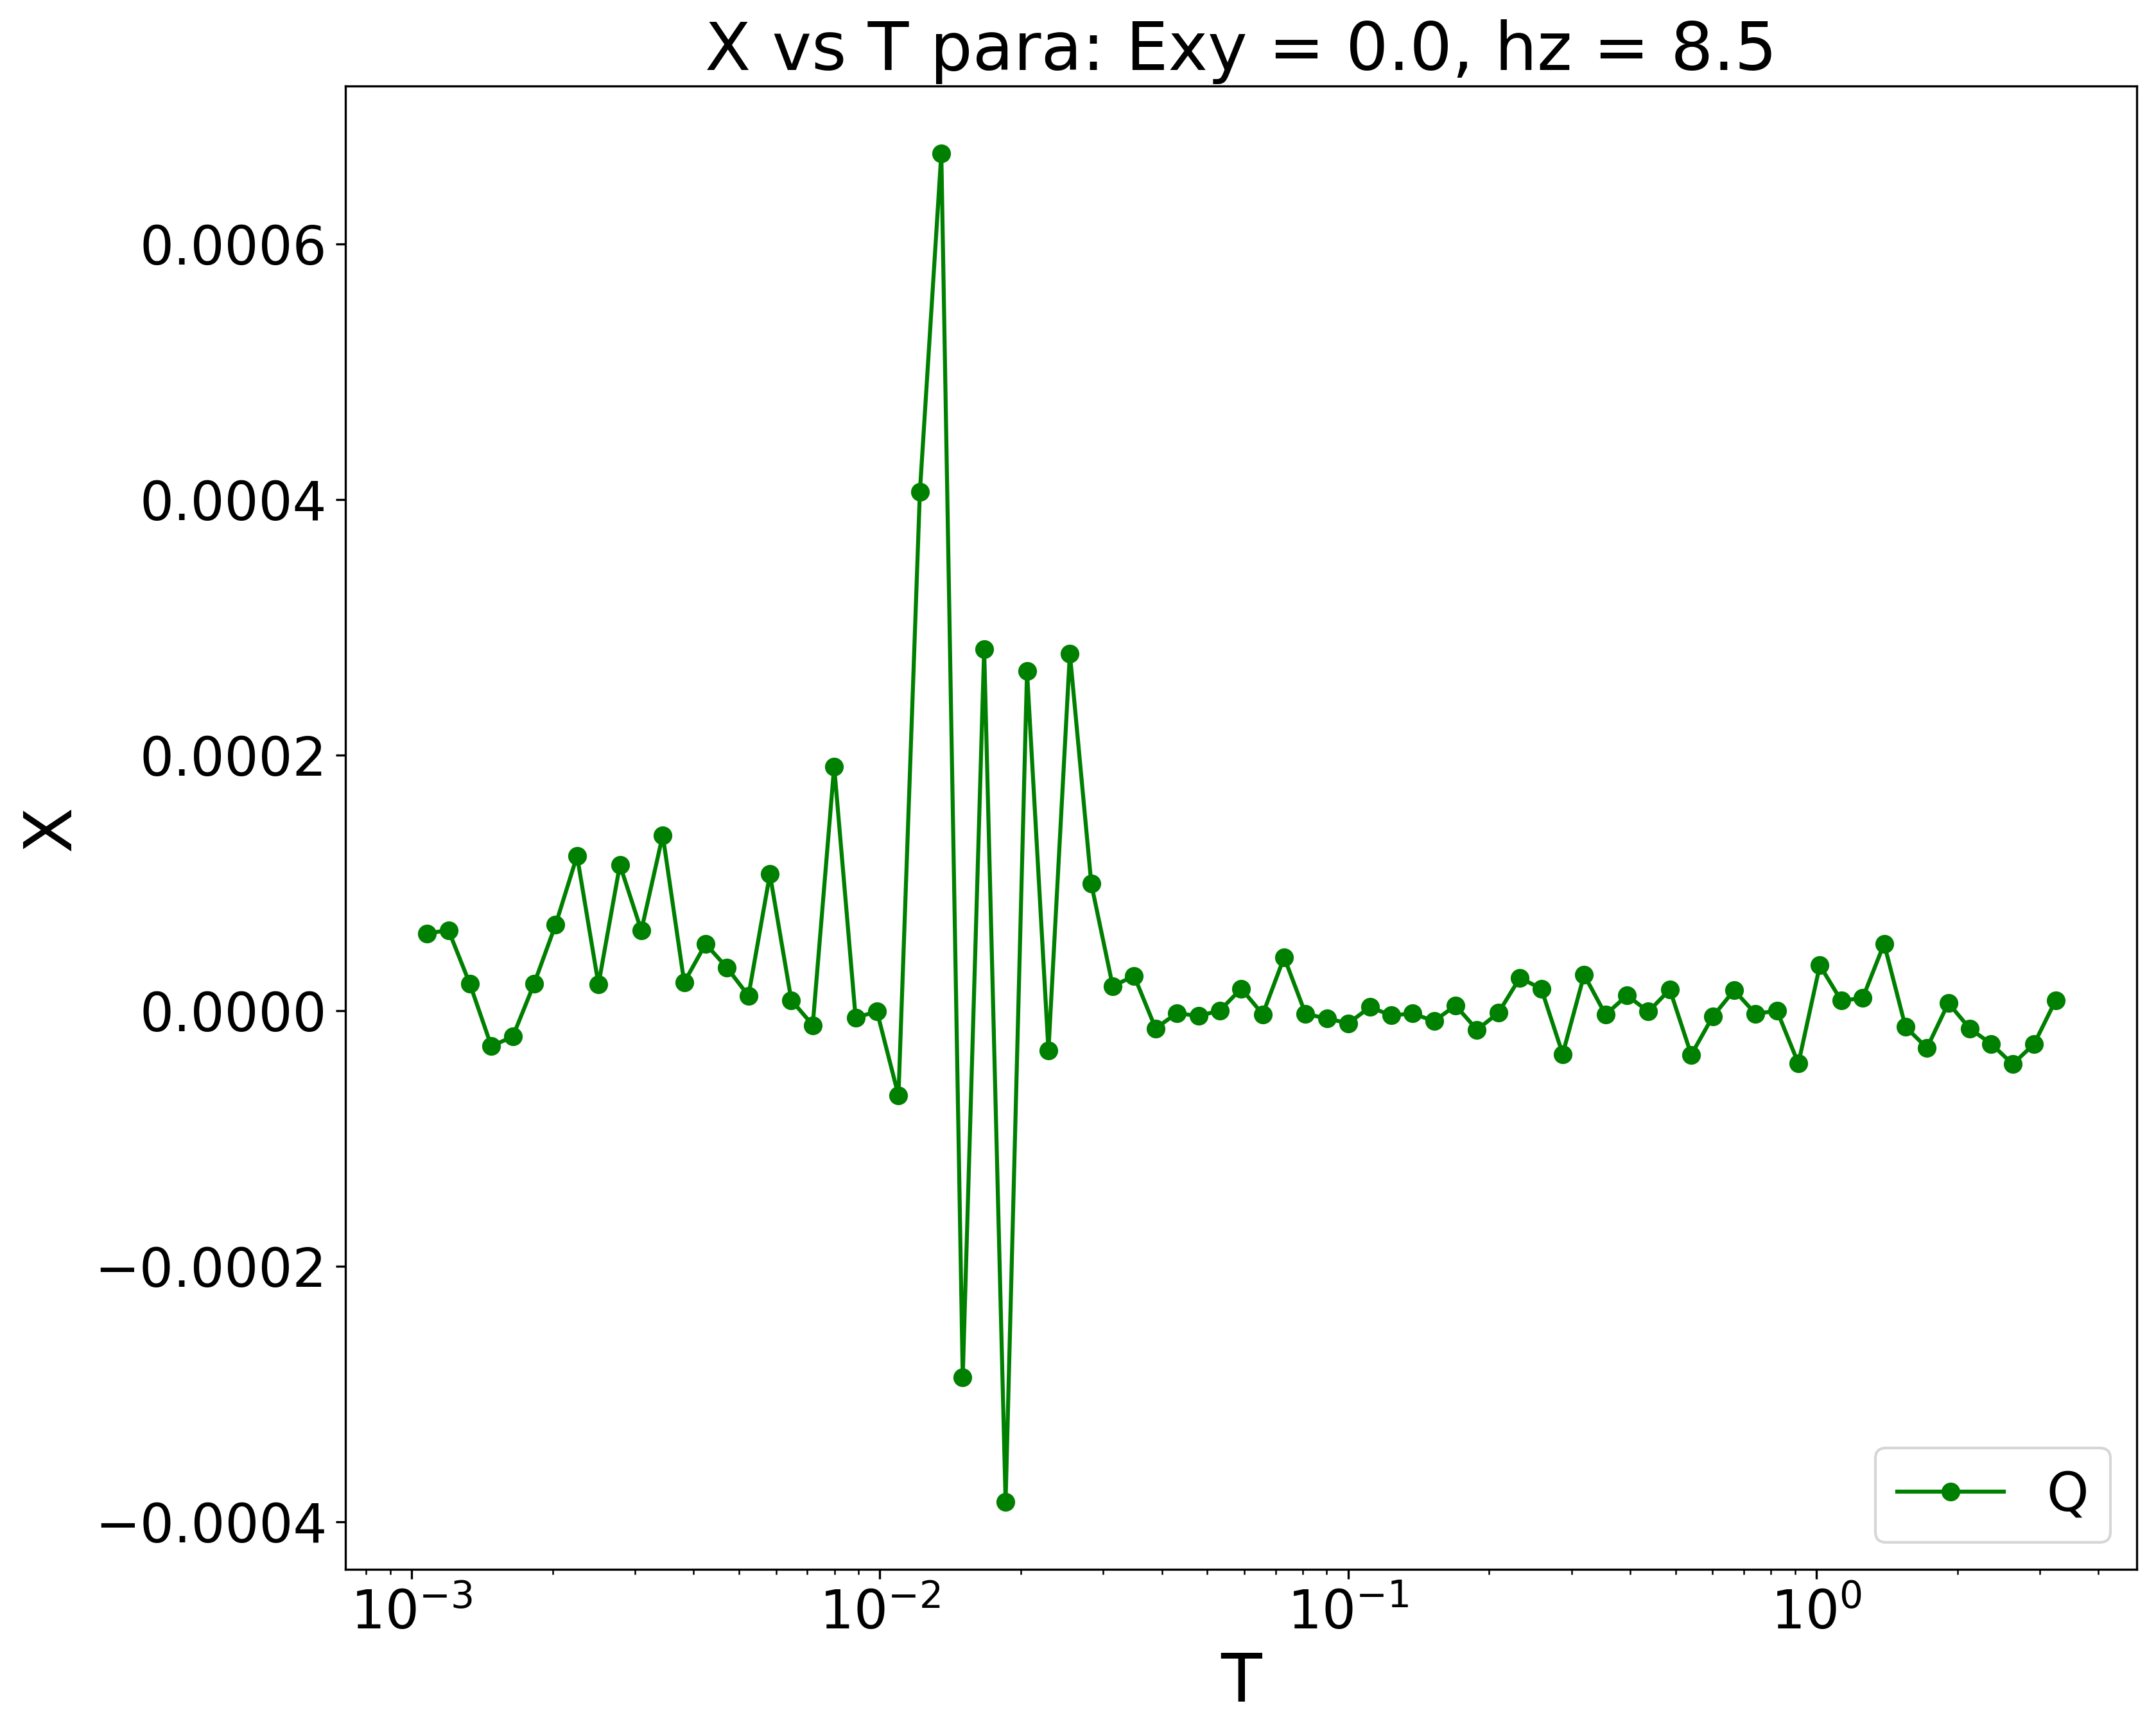 X vs T para: Exy = 0.0, hz = 8.5
X
0.0006
0.0004
0.0002
0.0000
−0.0002
−0.0004
10⁻³ 10⁻² 10⁻¹ 10⁰
T
Q